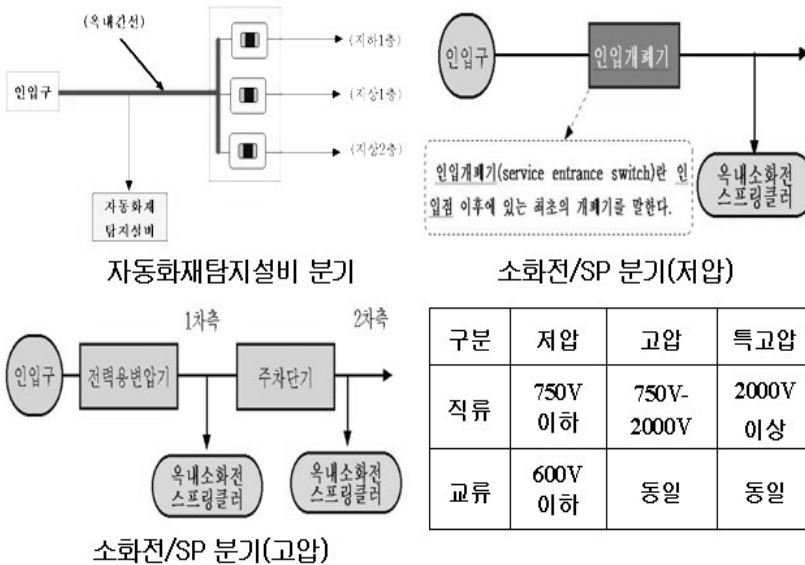 (옥내간선)
인입구
(지하1층)
(지상1층)
(지상2층)
자동화재
탐지설비
자동화재탐지설비 분기
인입구
인입개폐기
인입개폐기(service entrance switch)란 인
입점 이후에 있는 최초의 개폐기를 말한다.
옥내소화전
스프링클러
소화전/SP 분기(저압)
1차측
2차측
인입구
전력용변압기
주차단기
옥내소화전
스프링클러
옥내소화전
스프링클러
소화전/SP 분기(고압)
구분 저압 고압 특고압
직류 750V 이하 750V-2000V 2000V 이상
교류 600V 이하 동일 동일